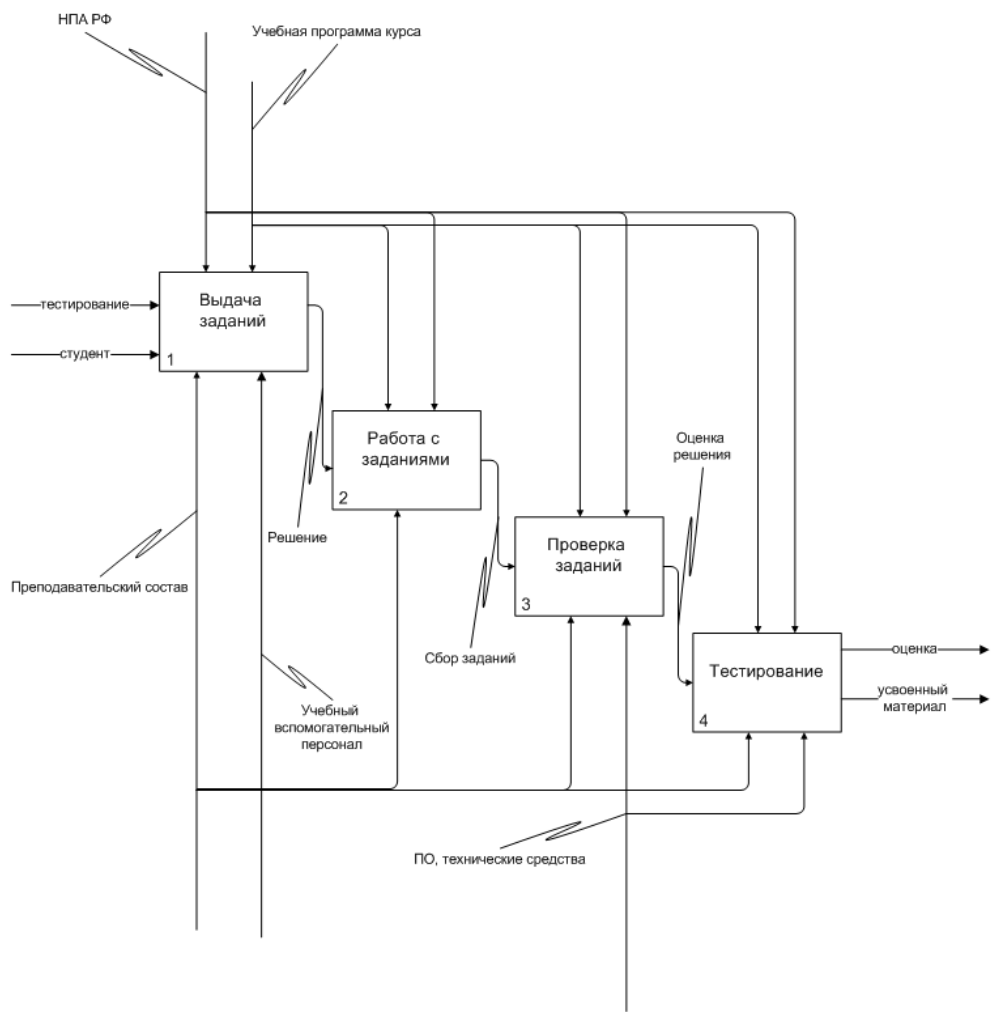 НПА РФ
Учебная программа курса
Выдача
заданий
1
тестирование
студент
Работа с
заданиями
2
Оценка
решения
Решение
Проверка
заданий
3
Преподавательский состав
Сбор заданий
Тестирование
4
оценка
усвоенный
материал
Учебный
вспомогательный
персонал
ПО, технические средства